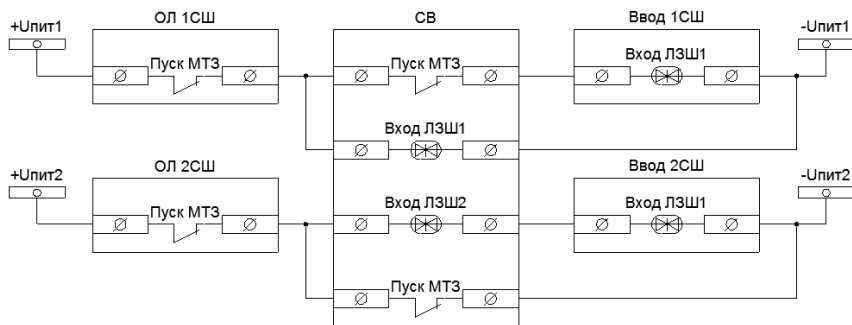 +Uпит1 ОЛ 1СШ СВ Ввод 1СШ -Uпит1
Пуск МТЗ Пуск МТЗ Вход ЛЗШ1
Вход ЛЗШ1
+Uпит2 ОЛ 2СШ Ввод 2СШ -Uпит2
Пуск МТЗ Вход ЛЗШ2 Вход ЛЗШ1
Пуск МТЗ